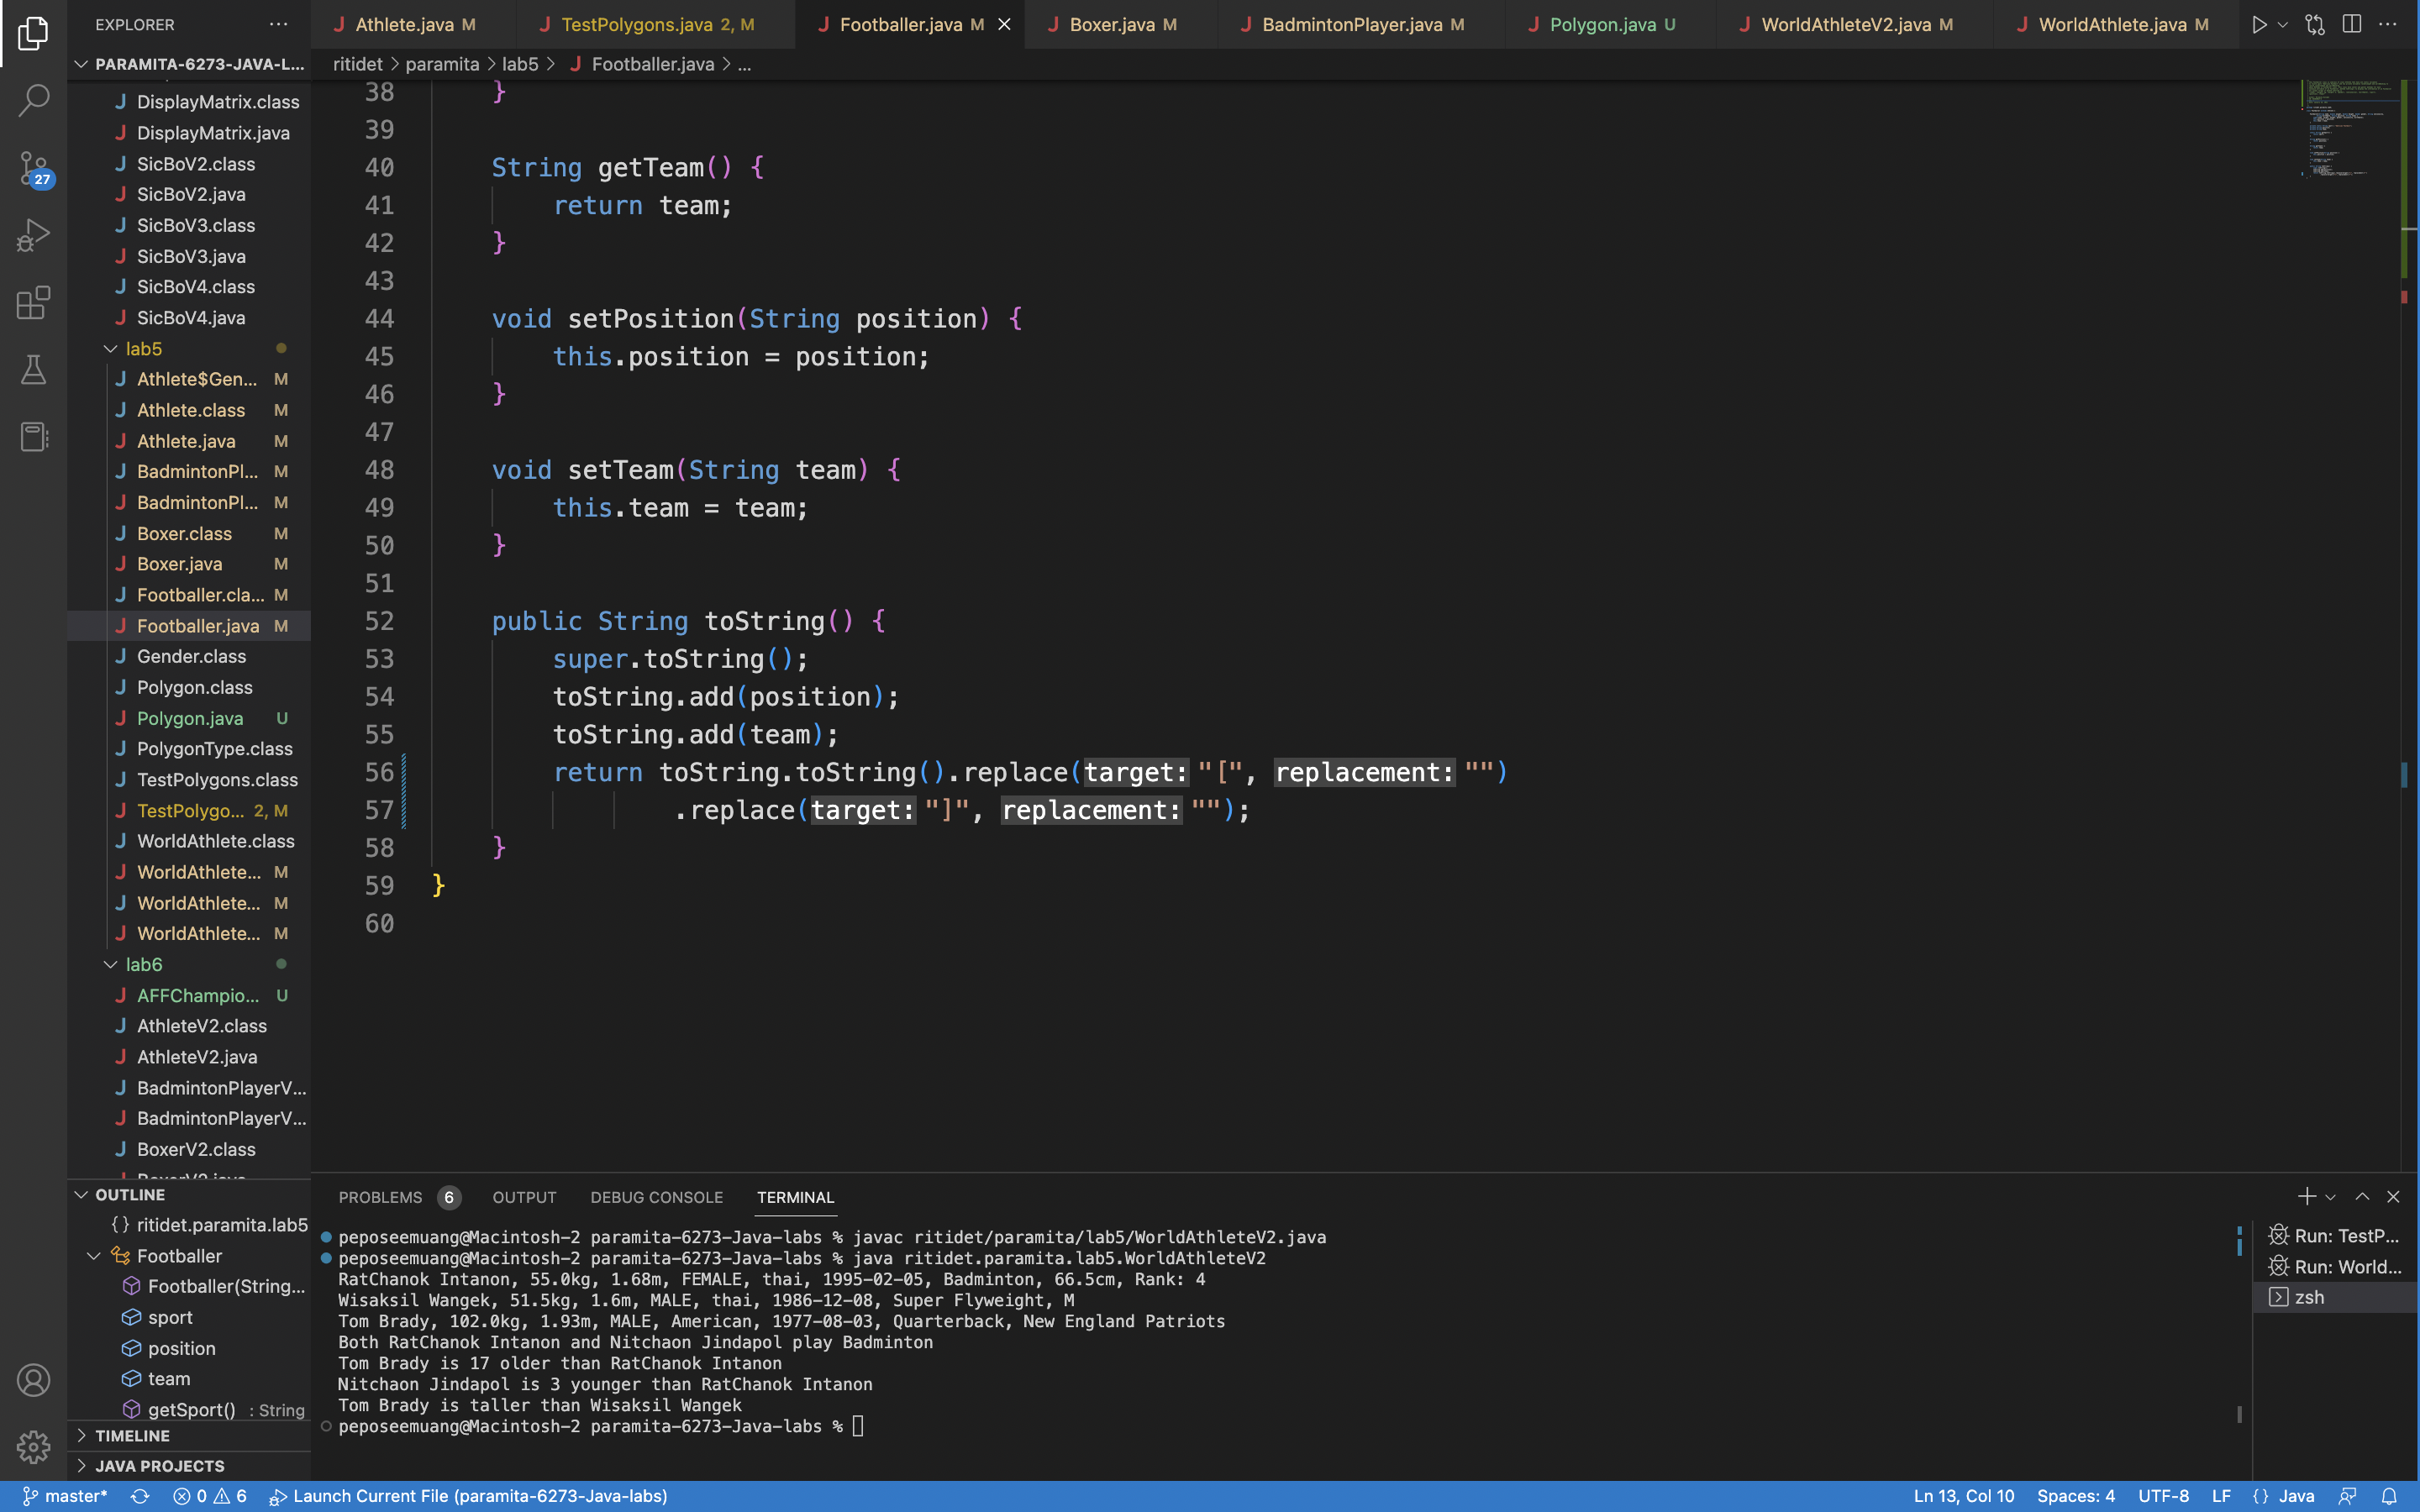 EXPLORER ···
PARAMITA-6273-JAVA-L...
DisplayMatrix.class
DisplayMatrix.java
SicBoV2.class
SicBoV2.java
SicBoV3.class
SicBoV3.java
SicBoV4.class
SicBoV4.java
lab5
Athlete$Gen... M
Athlete.class M
Athlete.java M
BadmintonPl... M
BadmintonPl... M
Boxer.class M
Boxer.java M
Footballer.cla... M
Footballer.java M
Gender.class
Polygon.class
Polygon.java U
PolygonType.class
TestPolygons.class
TestPolygo... 2, M
WorldAthlete.class
WorldAthlete... M
WorldAthlete... M
WorldAthlete... M
lab6
AFFChampio... U
AthleteV2.class
AthleteV2.java
BadmintonPlayerV...
BadmintonPlayerV...
BoxerV2.class
BoxerV2.java
OUTLINE
{} ritidet.paramita.lab5
Footballer
Footballer(String...
sport
position
team
getSport() : String
TIMELINE
JAVA PROJECTS
27
Athlete.java M
TestPolygons.java 2, M
Footballer.java M
Boxer.java M
BadmintonPlayer.java M
Polygon.java U
WorldAthleteV2.java M
WorldAthlete.java M
ritidet > paramita > lab5 > J Footballer.java > ...
38 }
39
40 String getTeam() {
41 return team;
42 }
43
44 void setPosition(String position) {
45 this.position = position;
46 }
47
48 void setTeam(String team) {
49 this.team = team;
50 }
51
52 public String toString() {
53 super.toString();
54 toString.add(position);
55 toString.add(team);
56 return toString.toString().replace(target: "[", replacement: "")
57 .replace(target: "]", replacement: "");
58 }
59 }
60
PROBLEMS 6 OUTPUT DEBUG CONSOLE TERMINAL
peposeemuang@Macintosh-2 paramita-6273-Java-labs % javac ritidet/paramita/lab5/WorldAthleteV2.java
peposeemuang@Macintosh-2 paramita-6273-Java-labs % java ritidet.paramita.lab5.WorldAthleteV2
RatChanok Intanon, 55.0kg, 1.68m, FEMALE, thai, 1995-02-05, Badminton, 66.5cm, Rank: 4
Wisaksil Wangek, 51.5kg, 1.6m, MALE, thai, 1986-12-08, Super Flyweight, M
Tom Brady, 102.0kg, 1.93m, MALE, American, 1977-08-03, Quarterback, New England Patriots
Both RatChanok Intanon and Nitchaon Jindapol play Badminton
Tom Brady is 17 older than RatChanok Intanon
Nitchaon Jindapol is 3 younger than RatChanok Intanon
Tom Brady is taller than Wisaksil Wangek
peposeemuang@Macintosh-2 paramita-6273-Java-labs %
Run: TestP...
Run: World...
zsh
master* 0 6 Launch Current File (paramita-6273-Java-labs)
Ln 13, Col 10 Spaces: 4 UTF-8 LF {} Java